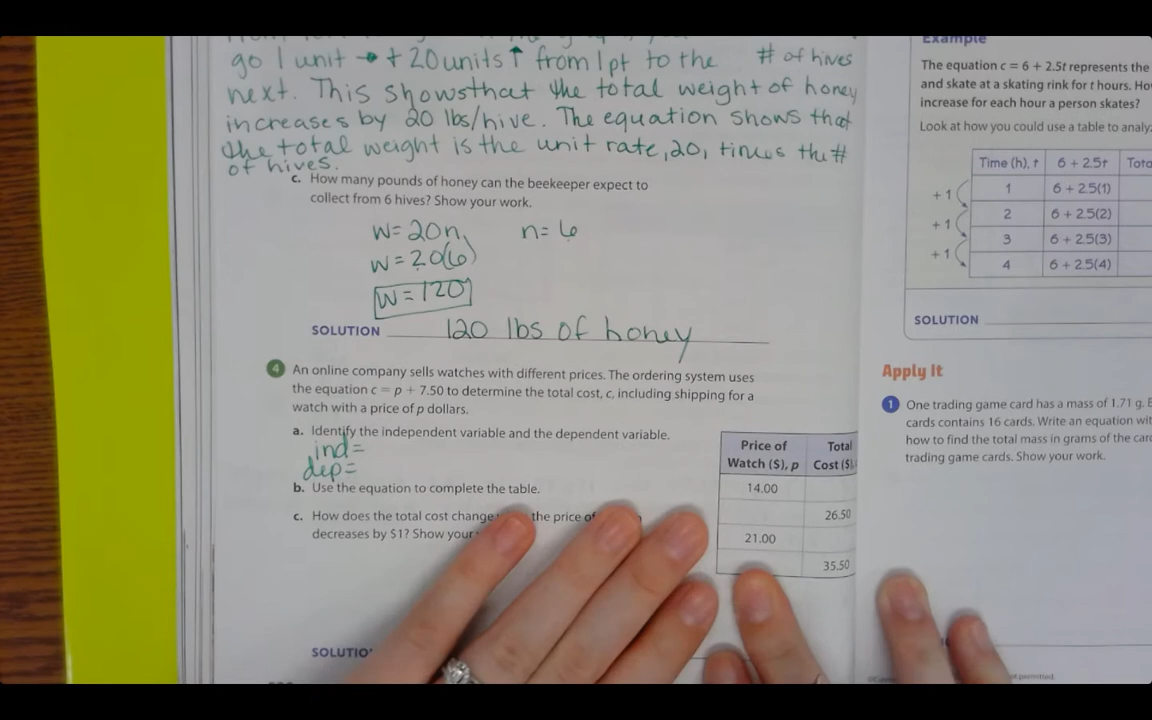 go 1 unit → + 20 units ↑ from 1 pt to the
# of hives
next. This shows that the total weight of honey
increases by 20 lbs/hive. The equation shows that
the total weight is the unit rate, 20, times the #
of hives.
c. How many pounds of honey can the beekeeper expect to
collect from 6 hives? Show your work.
w = 20n, n = 6
w = 20(6)
w = 120
SOLUTION 120 lbs of honey
4 An online company sells watches with different prices. The ordering system uses
the equation c = p + 7.50 to determine the total cost, c, including shipping for a
watch with a price of p dollars.
a. Identify the independent variable and the dependent variable.
ind =
dep =
b. Use the equation to complete the table.
c. How does the total cost change the price of
decreases by $1? Show your
Price of Total
Watch ($), p Cost ($),
14.00
26.50
21.00
35.50
SOLUTIO
Example
The equation c = 6 + 2.5t represents the
and skate at a skating rink for t hours. Ho
increase for each hour a person skates?
Look at how you could use a table to analy
Time (h), t 6 + 2.5t Tota
+1 1 6 + 2.5(1)
+1 2 6 + 2.5(2)
+1 3 6 + 2.5(3)
4 6 + 2.5(4)
SOLUTION
Apply It
1 One trading game card has a mass of 1.71 g. E
cards contains 16 cards. Write an equation wit
how to find the total mass in grams of the car
trading game cards. Show your work.